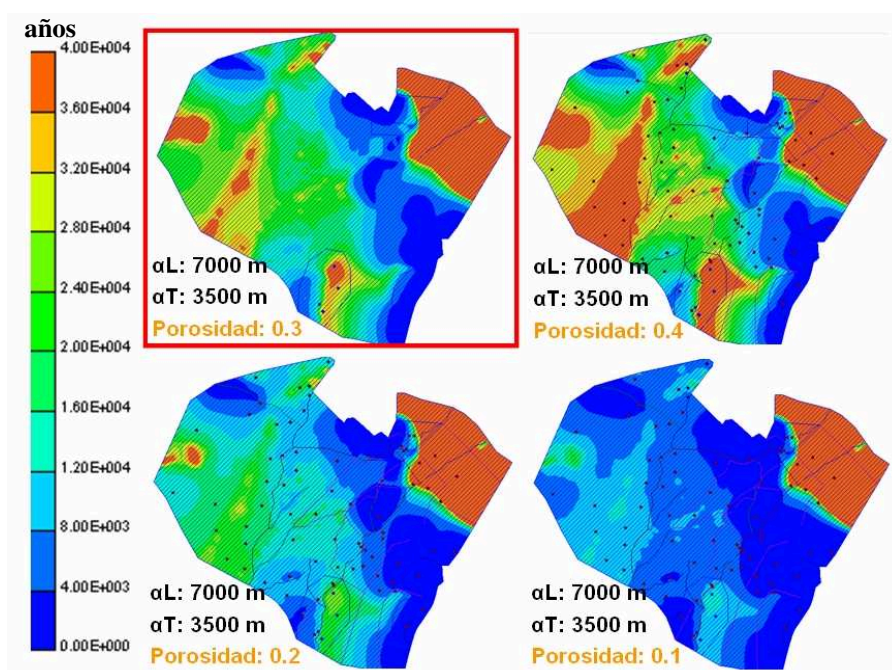 años
4.00E+004
3.60E+004
3.20E+004
2.80E+004
2.40E+004
2.00E+004
1.60E+004
1.20E+004
8.00E+003
4.00E+003
0.00E+000
αL: 7000 m
αT: 3500 m
Porosidad: 0.3
αL: 7000 m
αT: 3500 m
Porosidad: 0.4
αL: 7000 m
αT: 3500 m
Porosidad: 0.2
αL: 7000 m
αT: 3500 m
Porosidad: 0.1